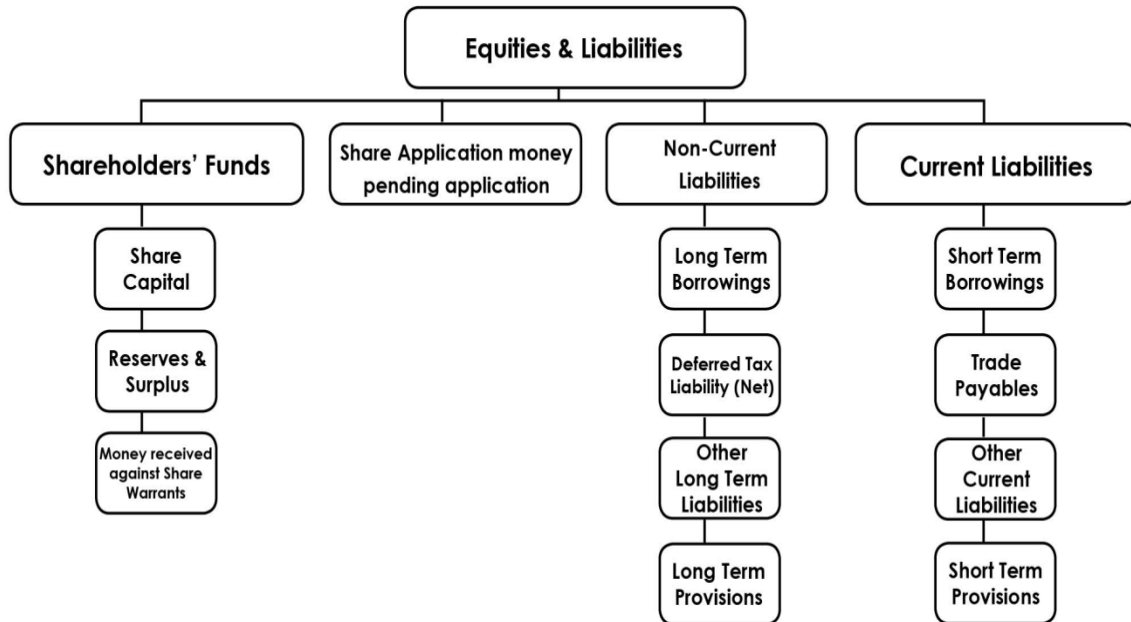 Equities & Liabilities
Shareholders' Funds
Share Application money
pending application
Non-Current
Liabilities
Current Liabilities
Share
Capital
Reserves &
Surplus
Money received
against Share
Warrants
Long Term
Borrowings
Deferred Tax
Liability (Net)
Other
Long Term
Liabilities
Long Term
Provisions
Short Term
Borrowings
Trade
Payables
Other
Current
Liabilities
Short Term
Provisions